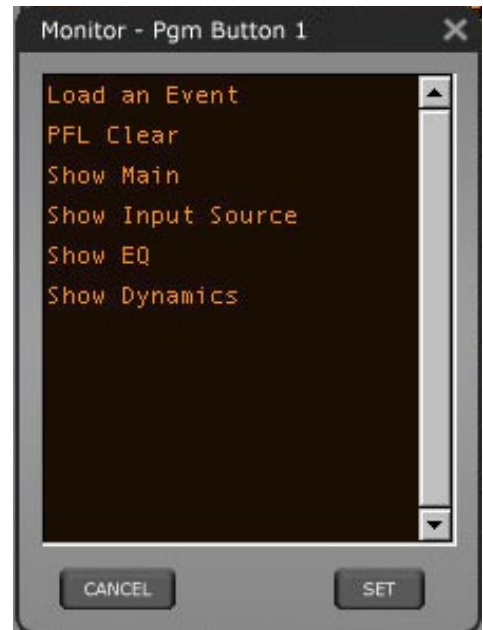 Monitor - Pgm Button 1
Load an Event
PFL Clear
Show Main
Show Input Source
Show EQ
Show Dynamics
CANCEL SET